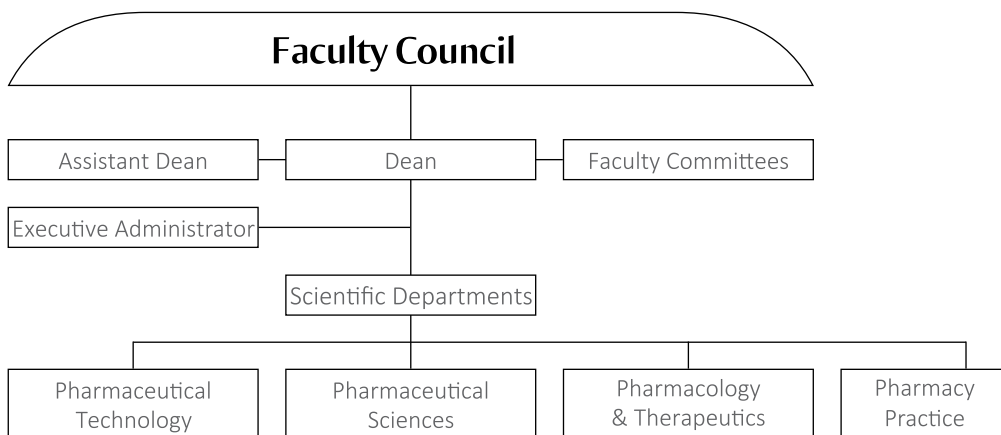 Faculty Council
Assistant Dean
Dean
Faculty Committees
Executive Administrator
Scientific Departments
Pharmaceutical
Technology
Pharmaceutical
Sciences
Pharmacology
& Therapeutics
Pharmacy
Practice